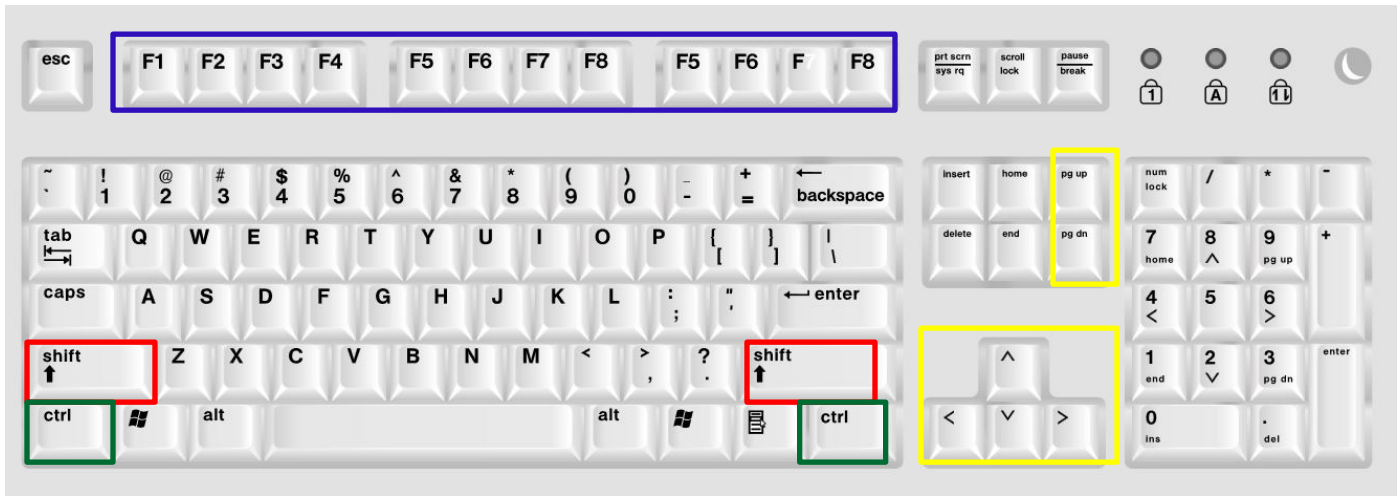 esc F1 F2 F3 F4 F5 F6 F7 F8 F5 F6 F7 F8 prt scrn scroll pause
sys rq lock break
1 A 1
~ ! @ # $ % ^ & * ( ) _ + ← insert home pg up num / * -
` 1 2 3 4 5 6 7 8 9 0 - = backspace lock
tab Q W E R T Y U I O P { } | delete end pg dn 7 8 9 +
[ ] \ home ^ pg up
caps A S D F G H J K L : " ← enter 4 5 6
; ' < >
shift Z X C V B N M < > ? shift ^ 1 2 3 enter
, . end v pg dn
ctrl alt alt ctrl < v > 0 .
ins del